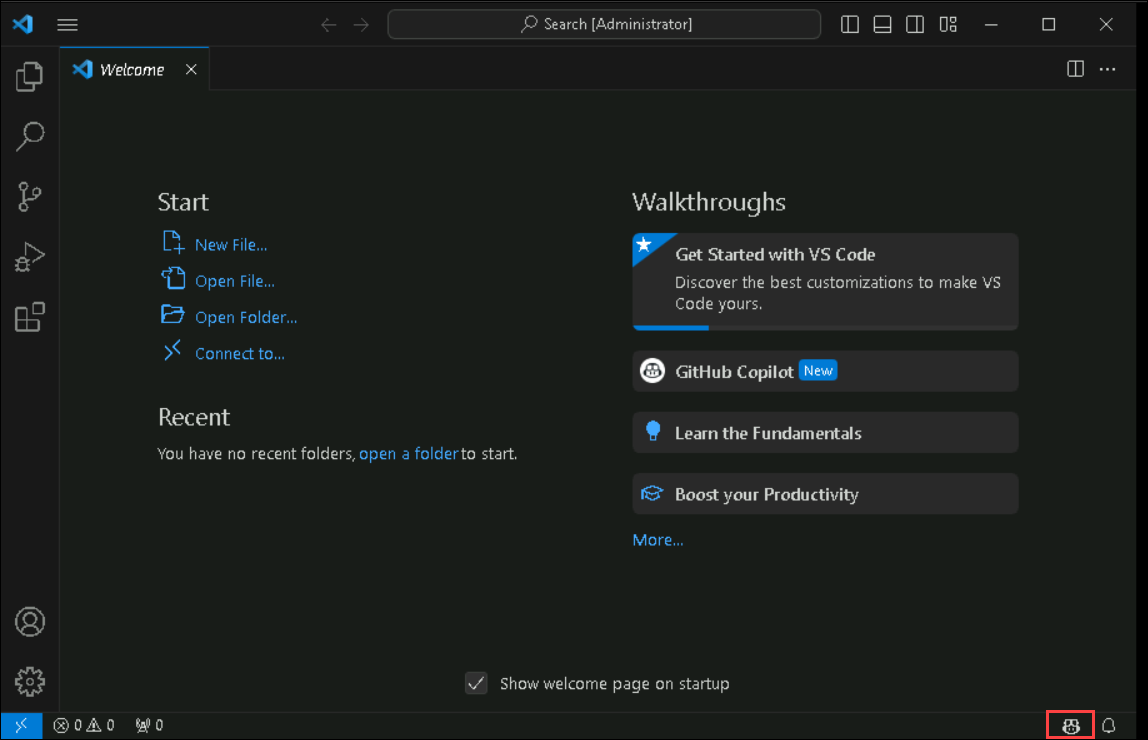 Search [Administrator]
Welcome
Start
New File...
Open File...
Open Folder...
Connect to...
Recent
You have no recent folders, open a folder to start.
Walkthroughs
Get Started with VS Code
Discover the best customizations to make VS
Code yours.
GitHub Copilot New
Learn the Fundamentals
Boost your Productivity
More...
Show welcome page on startup
0 0 0